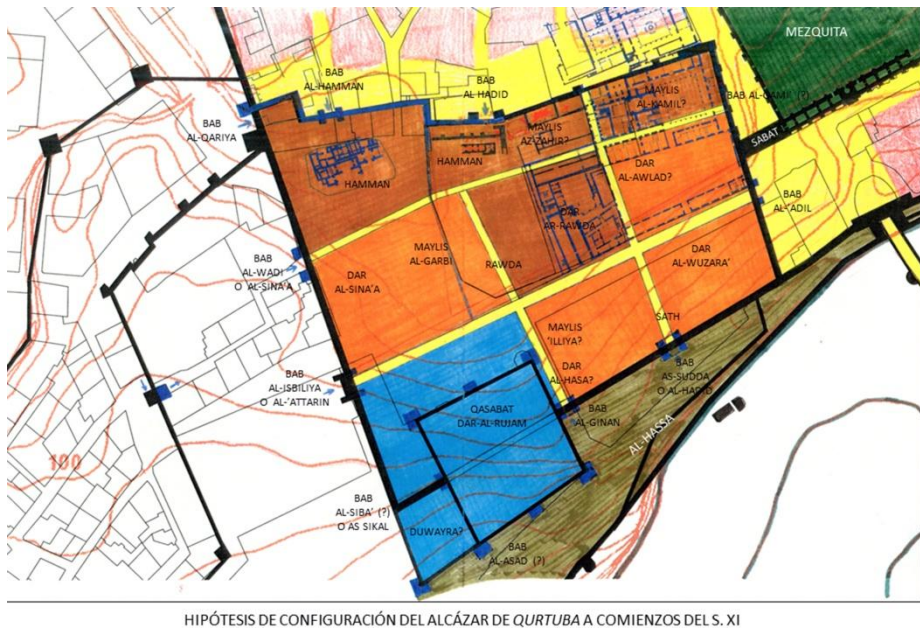 MEZQUITA
BAB
AL-HAMMAN
BAB
AL HADID
MAYLIS
AL-KAMIL?
BAB AL-GAMIL (?)
BAB
AL-QARIYA
MAYLIS
AZ-ZAHIR?
SABAT
HAMMAN
HAMMAN
DAR
AL-AWLAD?
BAB
AL-'ADIL
DAR
AR-RAWDA
BAB
AL-WADI
O AL-SINA'A
DAR
AL-SINA'A
MAYLIS
AL-GARBI
RAWDA
DAR
AL-WUZARA'
MAYLIS
'ILLIYA?
SATH
BAB
AL-ISBILIYA
O AL-'ATTARIN
DAR
AL-HASA?
BAB
AS-SUDDA
O AL-HADID
QASABAT
DAR-AL-RUJAM
BAB
AL-GINAN
AL-HASSA
100
BAB
AL-SIBA' (?)
O AS SIKAL
DUWAYRA?
BAB
AL-ASAD (?)
HIPÓTESIS DE CONFIGURACIÓN DEL ALCÁZAR DE QURTUBA A COMIENZOS DEL S. XI